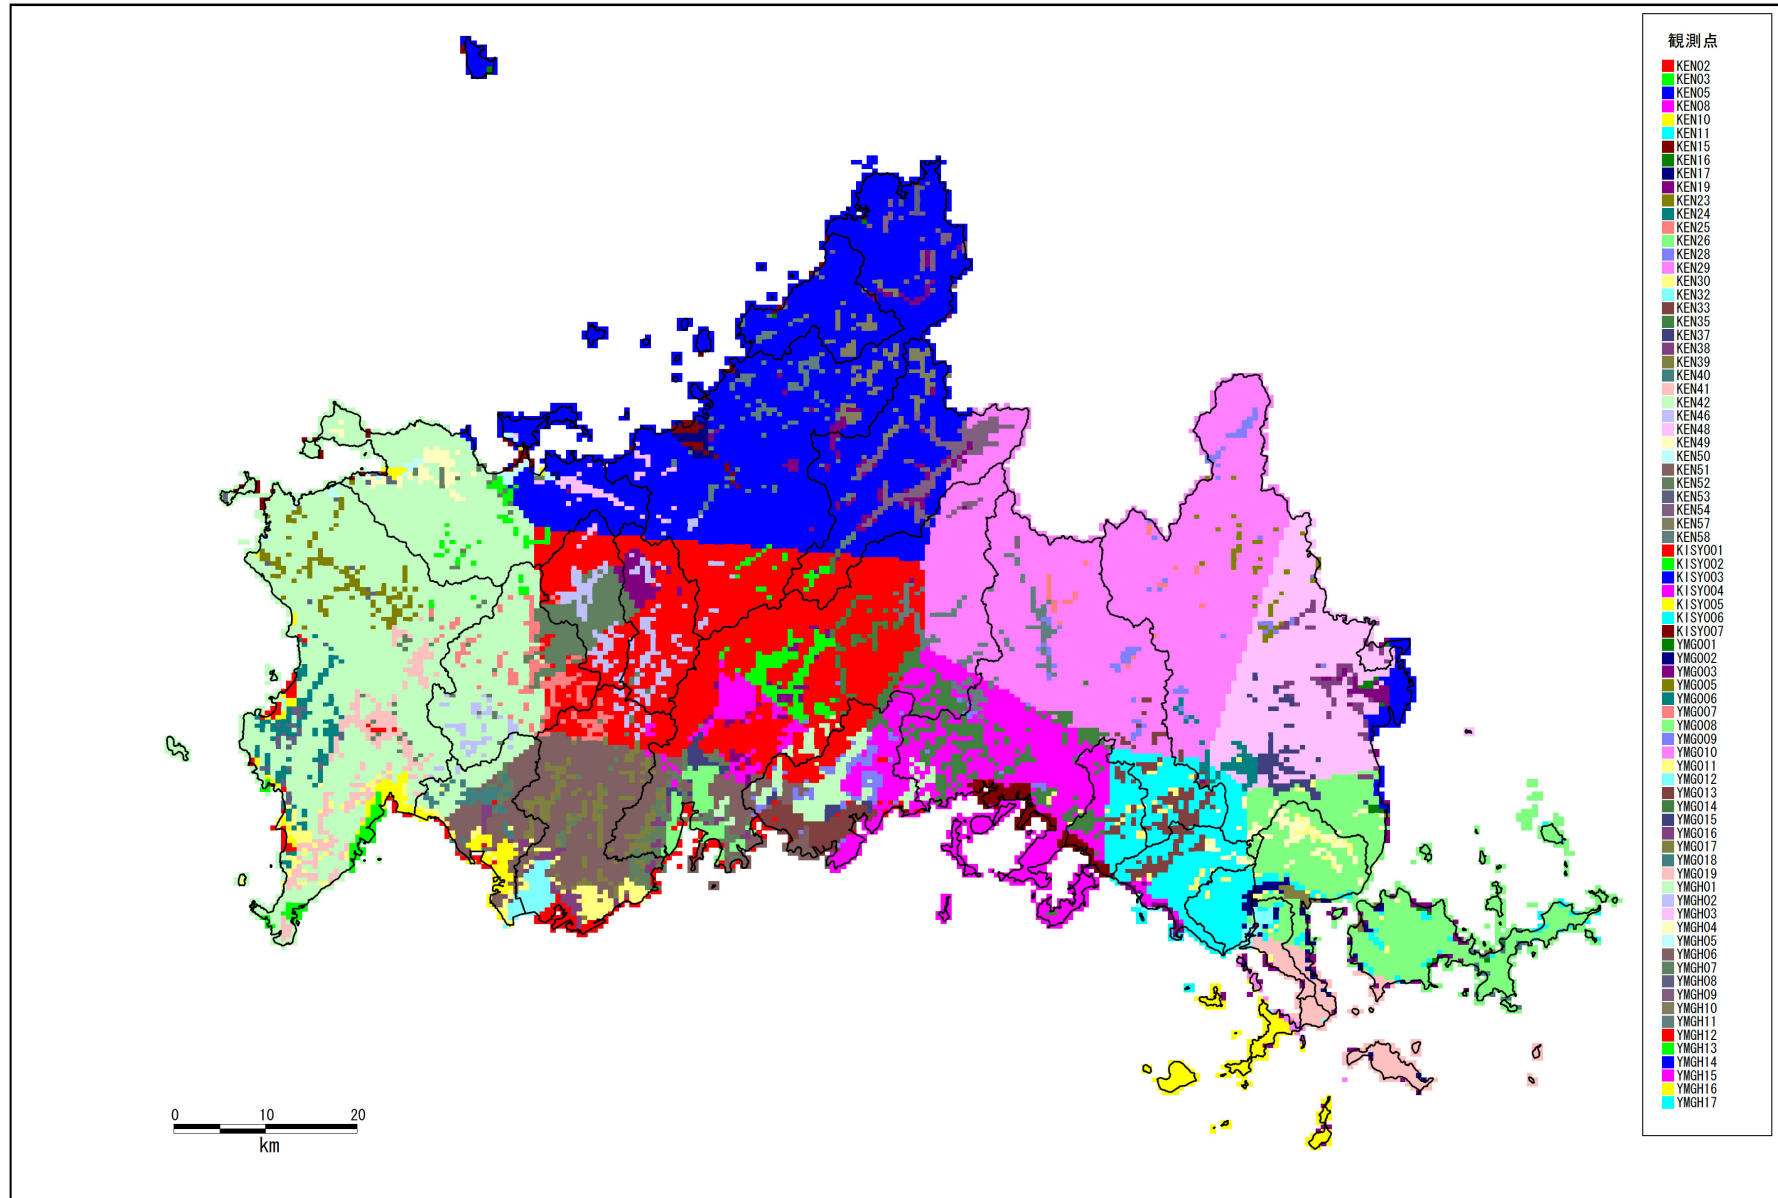 観測点
KEN02
KEN03
KEN05
KEN08
KEN10
KEN11
KEN15
KEN16
KEN17
KEN19
KEN23
KEN24
KEN25
KEN26
KEN28
KEN29
KEN30
KEN32
KEN33
KEN35
KEN37
KEN38
KEN39
KEN40
KEN41
KEN42
KEN46
KEN48
KEN49
KEN50
KEN51
KEN52
KEN53
KEN54
KEN57
KEN58
KISY001
KISY002
KISY003
KISY004
KISY005
KISY006
KISY007
YMG001
YMG002
YMG003
YMG005
YMG006
YMG007
YMG008
YMG009
YMG010
YMG011
YMG012
YMG013
YMG014
YMG015
YMG016
YMG017
YMG018
YMG019
YMGH01
YMGH02
YMGH03
YMGH04
YMGH05
YMGH06
YMGH07
YMGH08
YMGH09
YMGH10
YMGH11
YMGH12
YMGH13
YMGH14
YMGH15
YMGH16
YMGH17
0 10 20
km